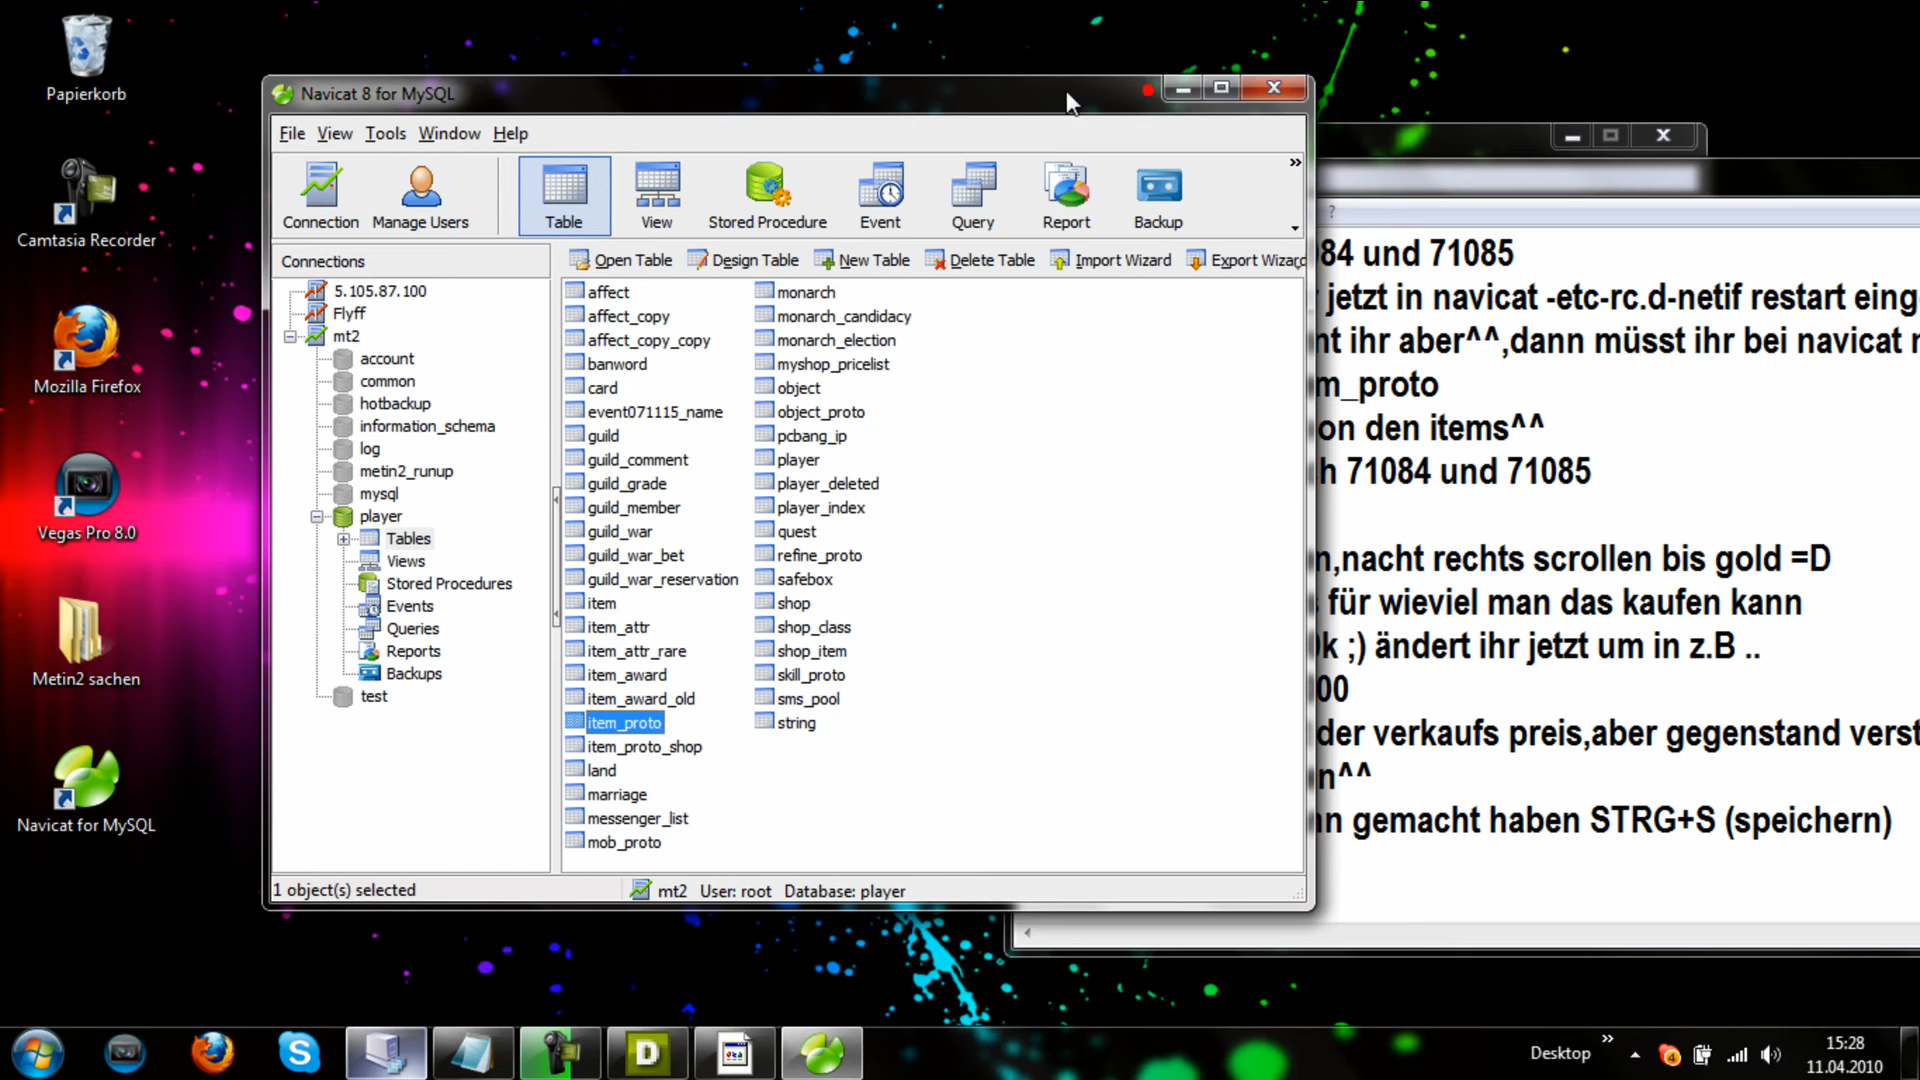 Papierkorb
Camtasia Recorder
Mozilla Firefox
Vegas Pro 8.0
Metin2 sachen
Navicat for MySQL
Navicat 8 for MySQL
File View Tools Window Help
Connection Manage Users Table View Stored Procedure Event Query Report Backup
Connections
Open Table Design Table New Table Delete Table Import Wizard Export Wizard
5.105.87.100
Flyff
mt2
account
common
hotbackup
information_schema
log
metin2_runup
mysql
player
Tables
Views
Stored Procedures
Events
Queries
Reports
Backups
test
affect
affect_copy
affect_copy_copy
banword
card
event071115_name
guild
guild_comment
guild_grade
guild_member
guild_war
guild_war_bet
guild_war_reservation
item
item_attr
item_attr_rare
item_award
item_award_old
item_proto
item_proto_shop
land
marriage
messenger_list
mob_proto
monarch
monarch_candidacy
monarch_election
myshop_pricelist
object
object_proto
pcbang_ip
player
player_deleted
player_index
quest
refine_proto
safebox
shop
shop_class
shop_item
skill_proto
sms_pool
string
1 object(s) selected
mt2 User: root Database: player
?
84 und 71085
jetzt in navicat -etc-rc.d-netif restart einge
nt ihr aber^^,dann müsst ihr bei navicat
m_proto
on den items^^
h 71084 und 71085
n,nacht rechts scrollen bis gold =D
s für wieviel man das kaufen kann
0k ;) ändert ihr jetzt um in z.B ..
00
der verkaufs preis,aber gegenstand verst
n^^
nn gemacht haben STRG+S (speichern)
Desktop
15:28
11.04.2010